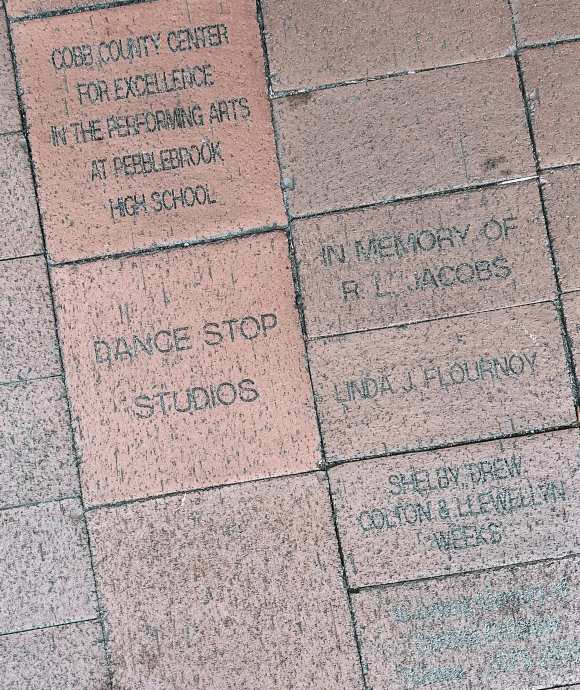 COBB COUNTY CENTER
FOR EXCELLENCE
IN THE PERFORMING ARTS
AT PEBBLEBROOK
HIGH SCHOOL
DANCE STOP
STUDIOS
IN MEMORY OF
R. L. JACOBS
LINDA J. FLOURNOY
SHELBY DREW
COLTON & LLEWELLYN
WEEKS